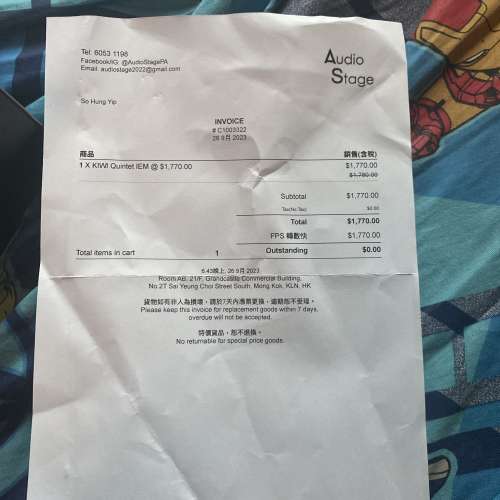 Tel: 6053 1198
Facebook/IG: @AudioStagePA
Email: audiostage2022@gmail.com
Audio
Stage
So Hung Yip
INVOICE
# C1003322
26 9月 2023
商品 銷售(含稅)
1 X KIWI Quintet IEM @ $1,770.00 $1,770.00
$1,780.00
Subtotal $1,770.00
Tax(No Tax) $0.00
Total $1,770.00
FPS 轉數快 $1,770.00
Total items in cart 1 Outstanding $0.00
6:43晚上, 26 9月 2023
Room AB, 21/F, Grandcastle Commercial Building,
No.2T Sai Yeung Choi Street South, Mong Kok, KLN, HK
貨物如有非人為損壞，請於7天內憑票更換，逾期恕不受理。
Please keep this invoice for replacement goods within 7 days,
overdue will not be accepted.
特價貨品，恕不退換。
No returnable for special price goods.